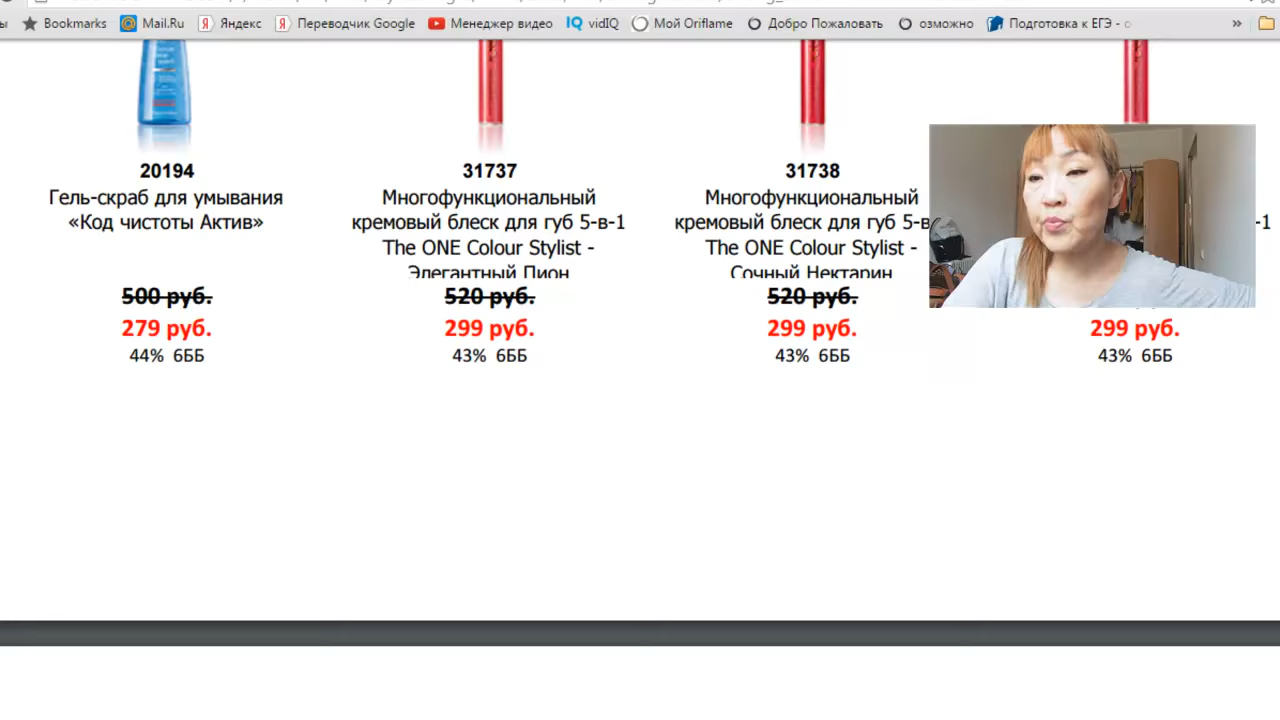 Bookmarks Mail.Ru Яндекс Переводчик Google Менеджер видео vidIQ Мой Oriflame Добро Пожаловать озможно Подготовка к ЕГЭ - »
20194
Гель-скраб для умывания
«Код чистоты Актив»
500 руб.
279 руб.
44% 6ББ
31737
Многофункциональный
кремовый блеск для губ 5-в-1
The ONE Colour Stylist -
Элегантный Пион
520 руб.
299 руб.
43% 6ББ
31738
Многофункциональный
кремовый блеск для губ 5-в
The ONE Colour Stylist -
Сочный Нектарин
520 руб.
299 руб.
43% 6ББ
-1
299 руб.
43% 6ББ